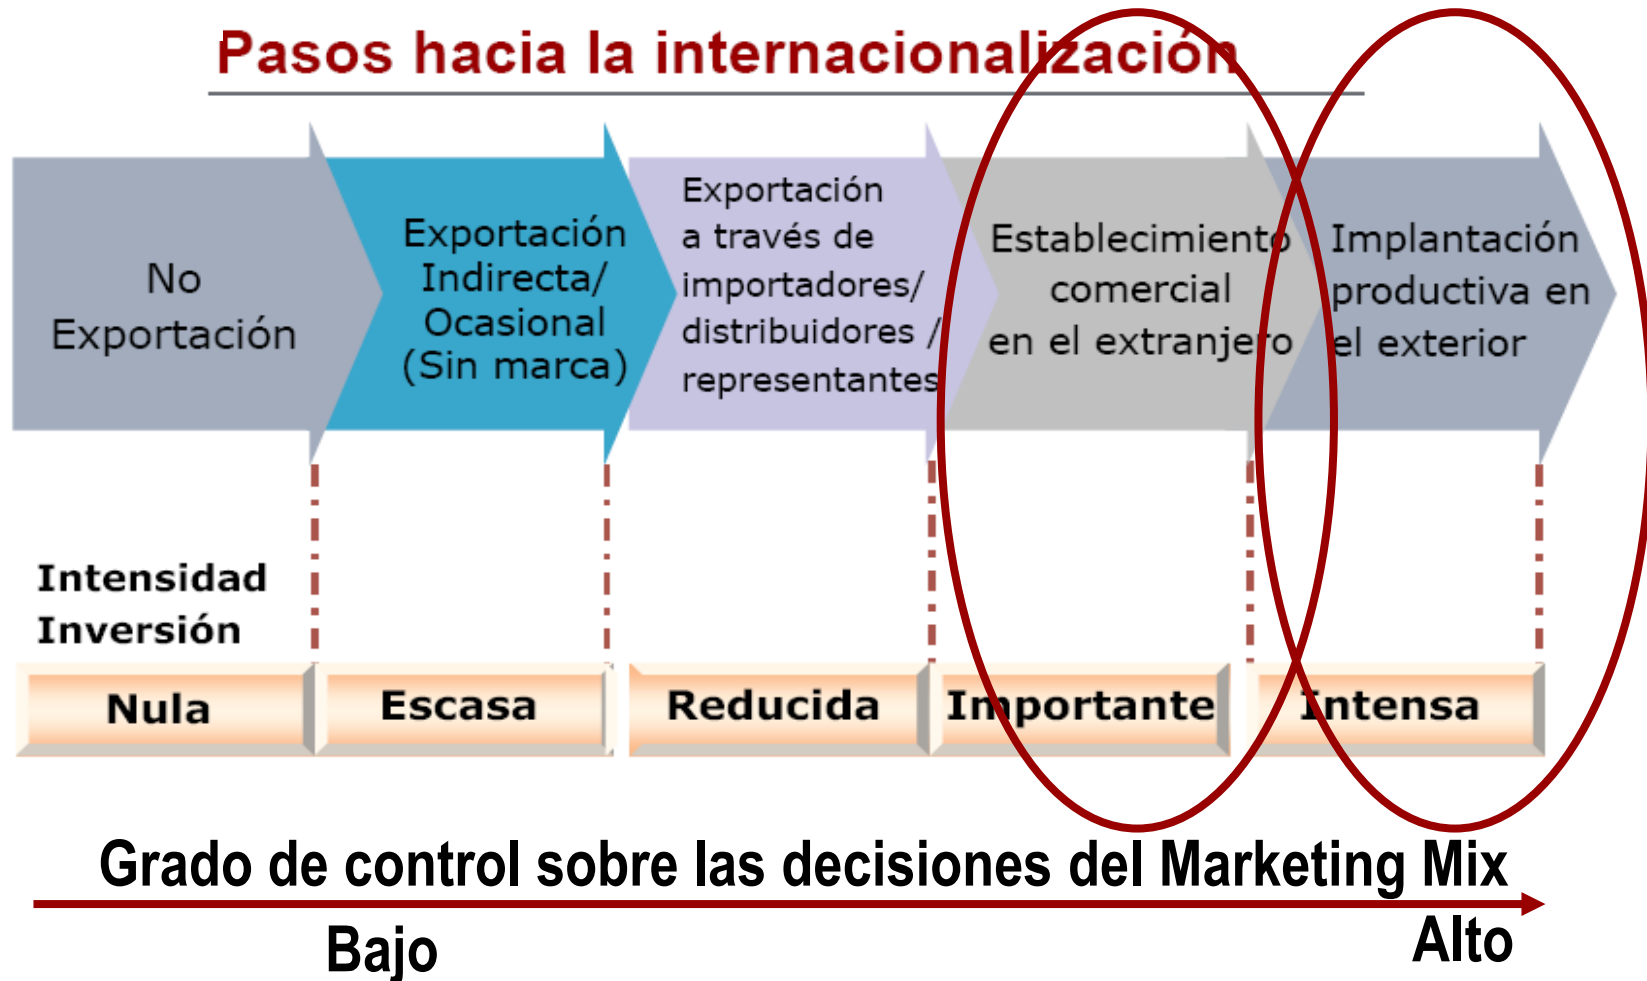 Pasos hacia la internacionalización
No
Exportación
Exportación
Indirecta/
Ocasional
(Sin marca)
Exportación
a través de
importadores/
distribuidores /
representantes
Establecimiento
comercial
en el extranjero
Implantación
productiva en
el exterior
Intensidad
Inversión
Nula
Escasa
Reducida
Importante
Intensa
Grado de control sobre las decisiones del Marketing Mix
Bajo
Alto